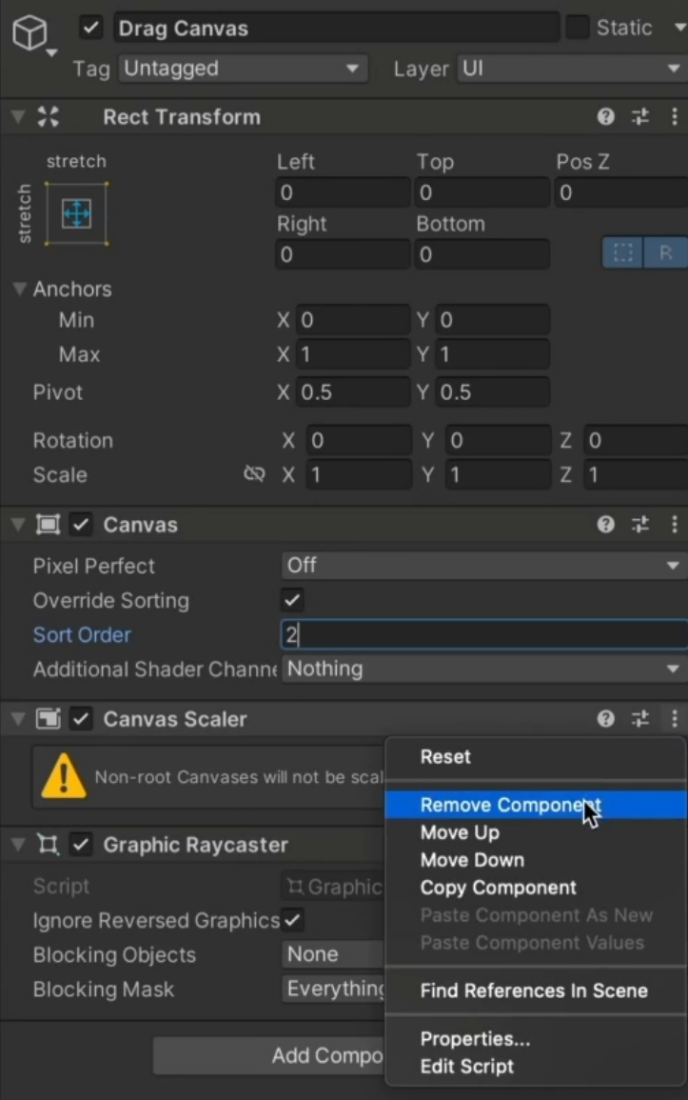 Drag Canvas Static
Tag Untagged Layer UI
Rect Transform
stretch Left Top Pos Z
stretch 0 0 0
Right Bottom
0 0 R
Anchors
Min X 0 Y 0
Max X 1 Y 1
Pivot X 0.5 Y 0.5
Rotation X 0 Y 0 Z 0
Scale X 1 Y 1 Z 1
Canvas
Pixel Perfect Off
Override Sorting
Sort Order 2
Additional Shader Channe Nothing
Canvas Scaler
Non-root Canvases will not be scal
Graphic Raycaster
Script Graphic
Ignore Reversed Graphics
Blocking Objects None
Blocking Mask Everything
Add Compo
Reset
Remove Component
Move Up
Move Down
Copy Component
Paste Component As New
Paste Component Values
Find References In Scene
Properties...
Edit Script